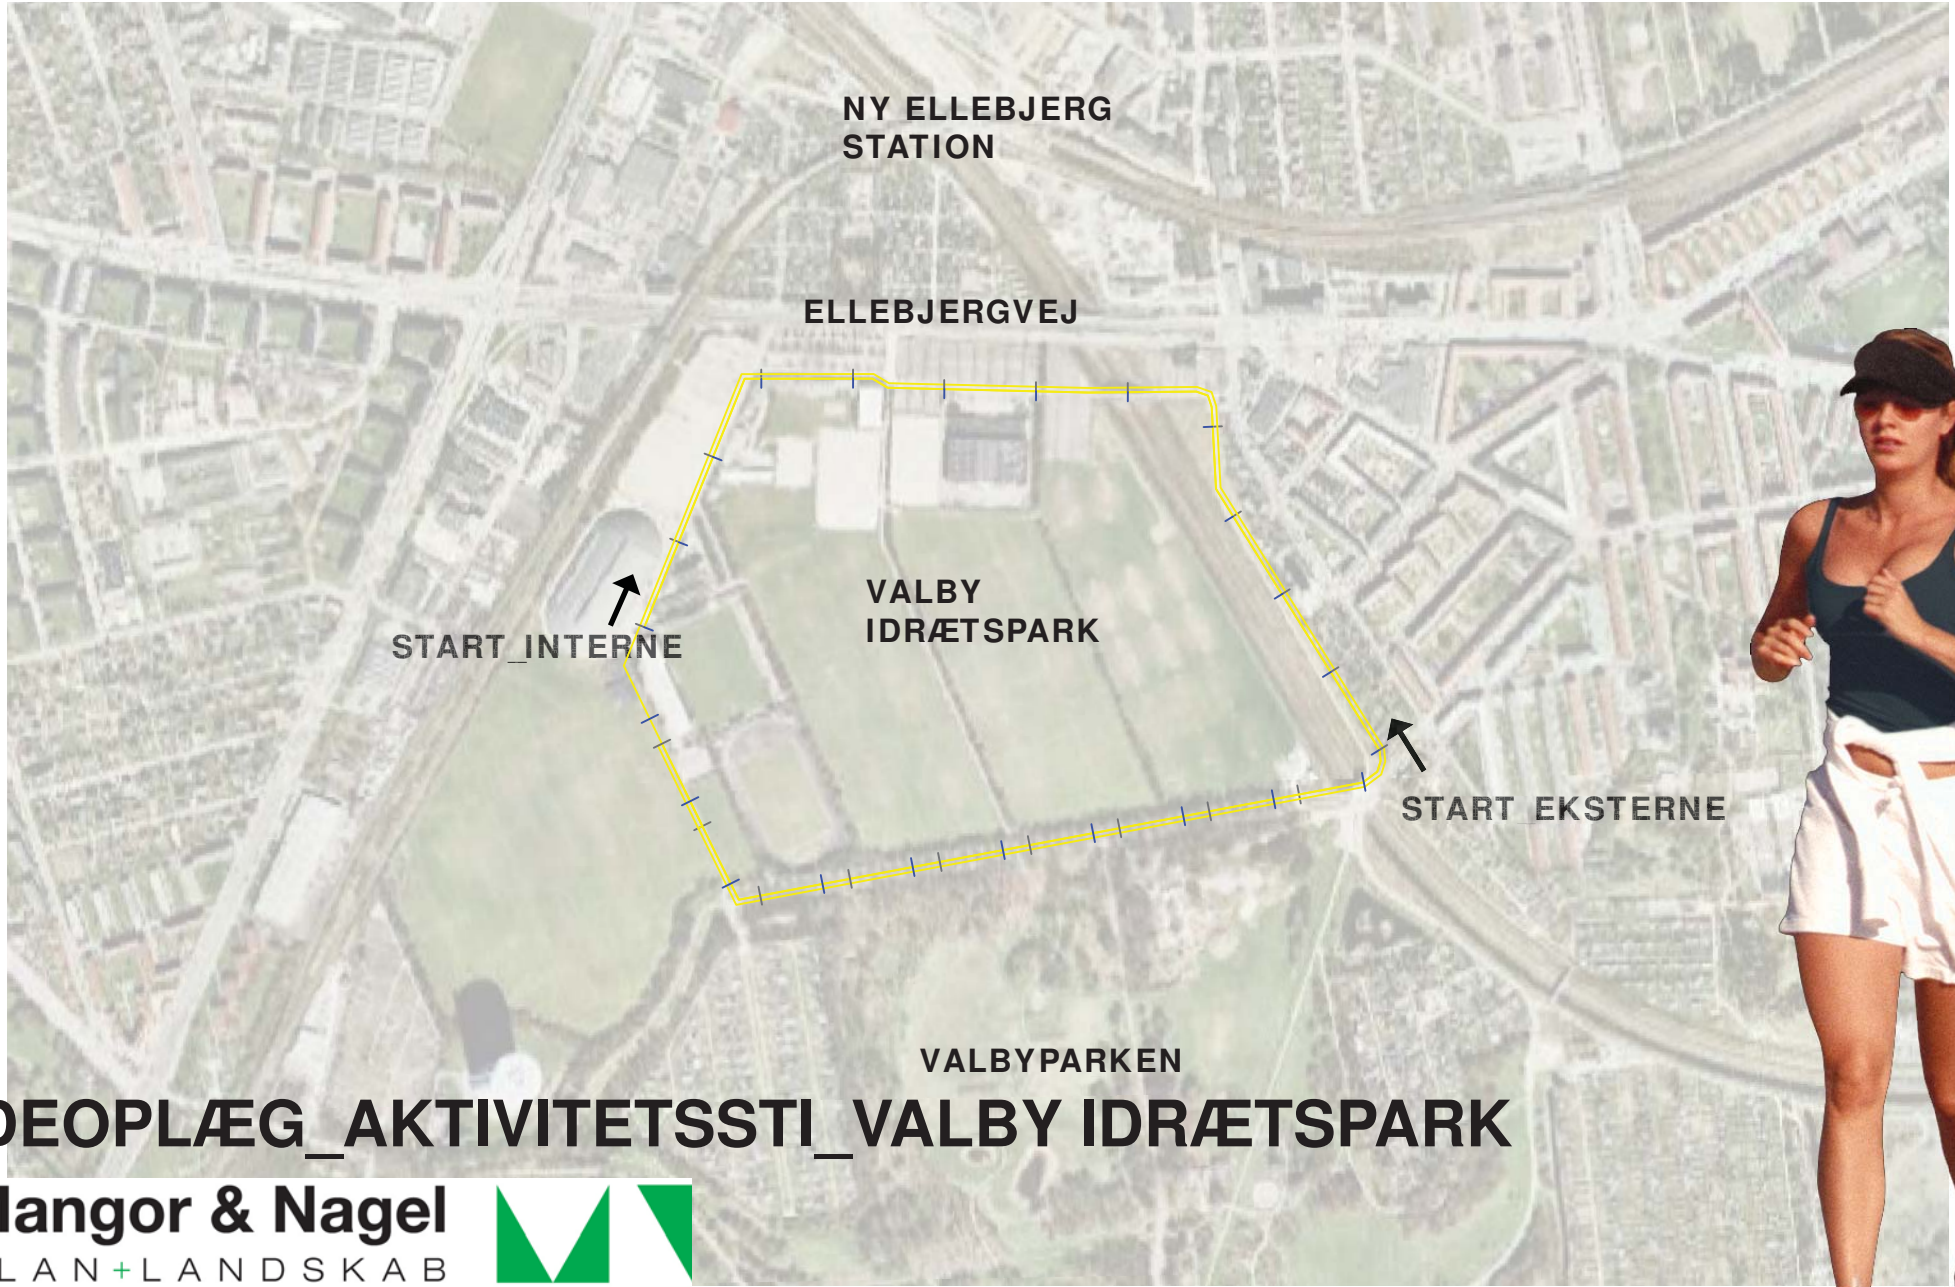 NY ELLEBJERG
STATION
ELLEBJERGVEJ
VALBY
IDRÆTSPARK
START_INTERNE
START_EKSTERNE
VALBYPARKEN
DEOPLÆG_AKTIVITETSSTI_VALBY IDRÆTSPARK
langor & Nagel
LAN+LANDSKAB